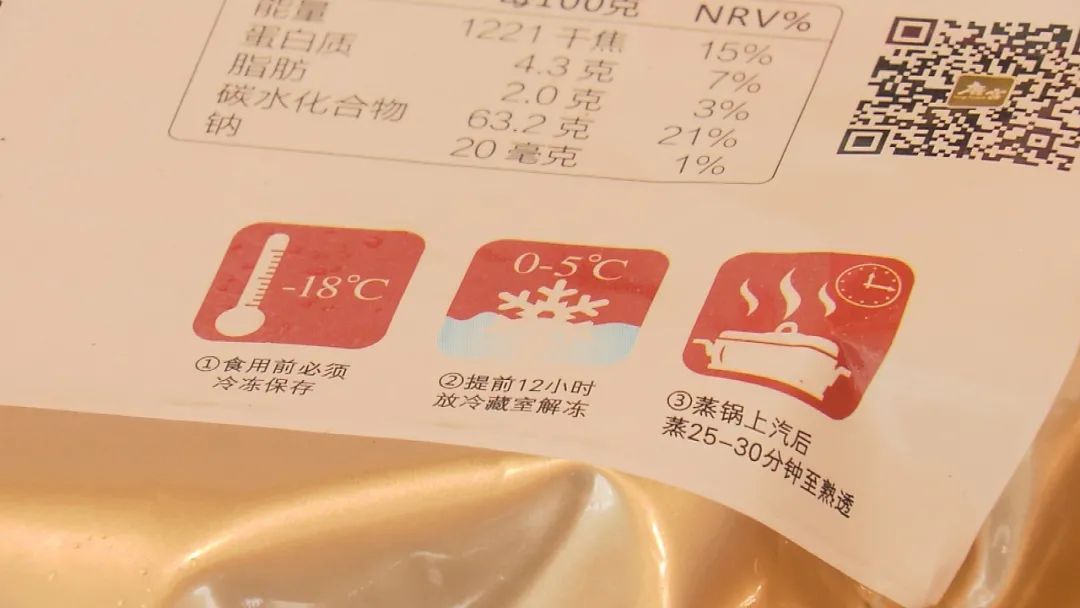 每100克 NRV%
能量 1221 千焦 15%
蛋白质 4.3 克 7%
脂肪 2.0 克 3%
碳水化合物 63.2 克 21%
钠 20 毫克 1%
-18℃
0-5℃
①食用前必须
冷冻保存
②提前12小时
放冷藏室解冻
③蒸锅上汽后
蒸25-30分钟至熟透